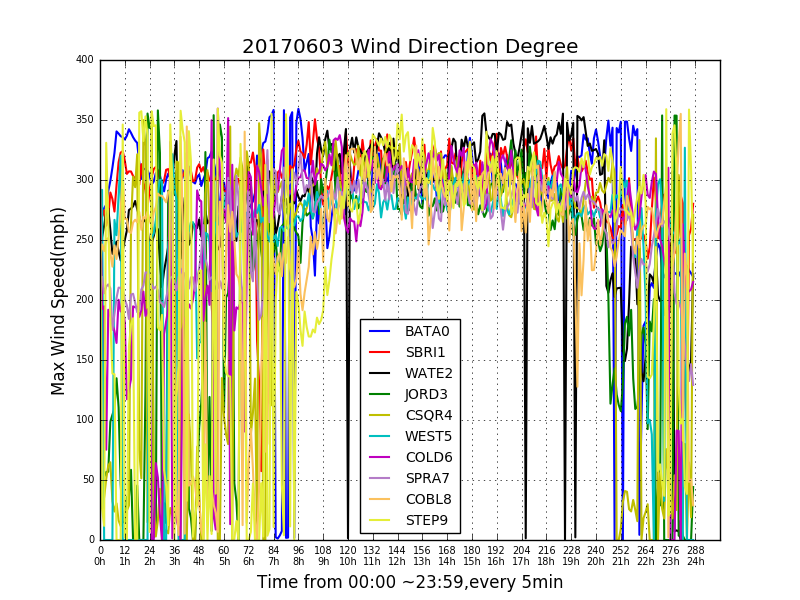 20170603 Wind Direction Degree
Max Wind Speed(mph)
400
350
300
250
200
150
100
50
0
BATA0
SBRI1
WATE2
JORD3
CSQR4
WEST5
COLD6
SPRA7
COBL8
STEP9
0 12 24 36 48 60 72 84 96 108 120 132 144 156 168 180 192 204 216 228 240 252 264 276 288
0h 1h 2h 3h 4h 5h 6h 7h 8h 9h 10h 11h 12h 13h 14h 15h 16h 17h 18h 19h 20h 21h 22h 23h 24h
Time from 00:00 ~23:59,every 5min